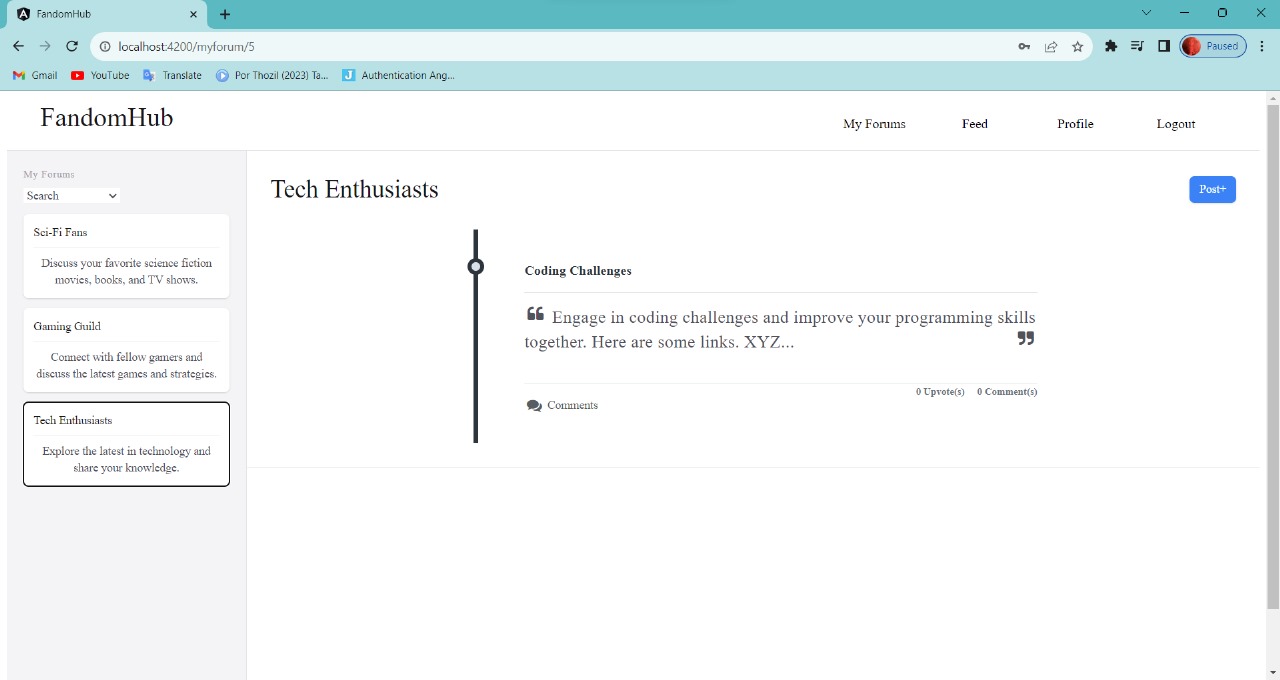 FandomHub
localhost:4200/myforum/5
Paused
Gmail
YouTube
Translate
Por Thozil (2023) Ta...
Authentication Ang...
FandomHub
My Forums
Feed
Profile
Logout
My Forums
Search
Sci-Fi Fans
Discuss your favorite science fiction
movies, books, and TV shows.
Gaming Guild
Connect with fellow gamers and
discuss the latest games and strategies.
Tech Enthusiasts
Explore the latest in technology and
share your knowledge.
Tech Enthusiasts
Post+
Coding Challenges
“ Engage in coding challenges and improve your programming skills
together. Here are some links. XYZ... ”
0 Upvote(s) 0 Comment(s)
Comments